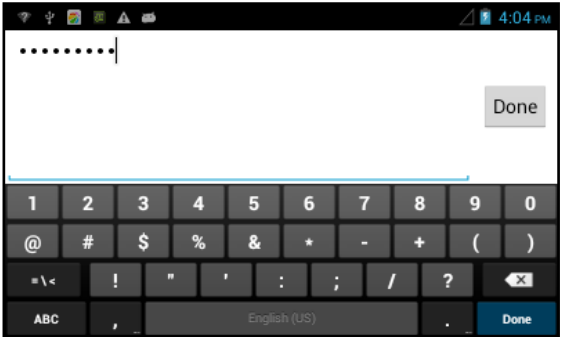 4:04 PM
•••••••••
Done
1 2 3 4 5 6 7 8 9 0
@ # $ % & * - + ( )
= \ < ! " ' : ; / ?
ABC , English (US) . Done